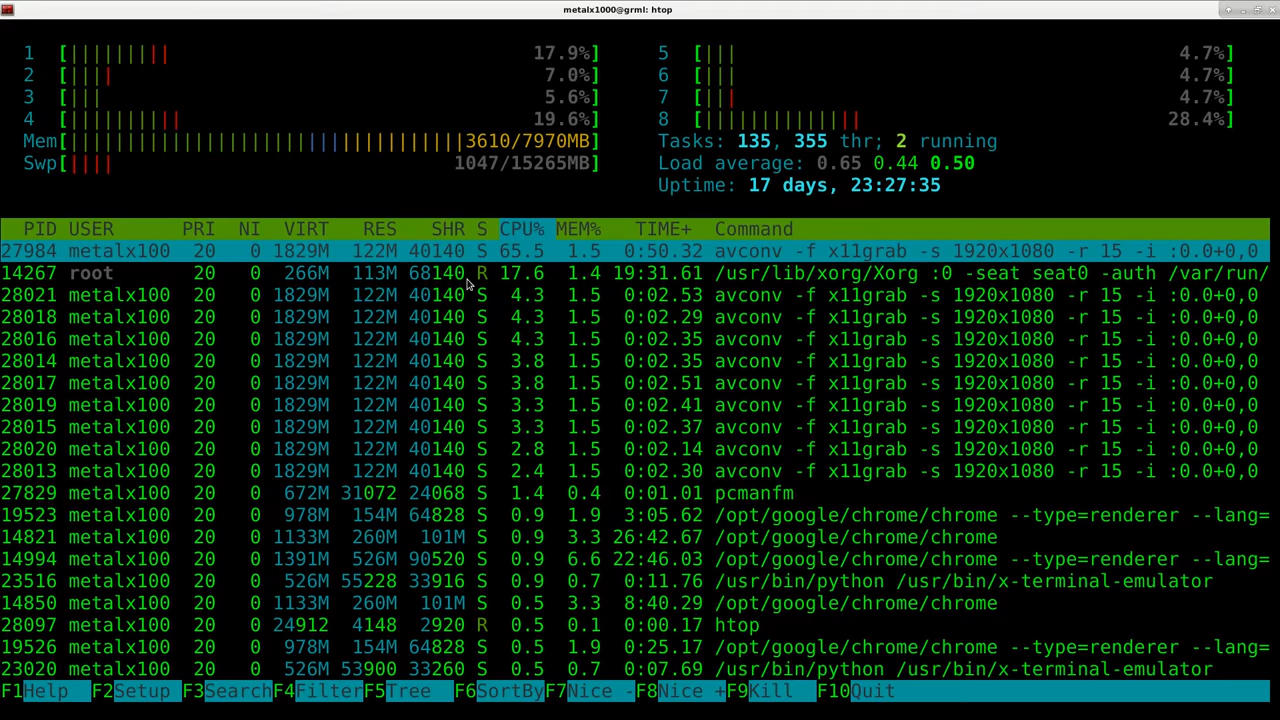 metalx1000@grml: htop
1 [||||||||| 17.9%] 5 [||| 4.7%]
2 [|||| 7.0%] 6 [||| 4.7%]
3 [||| 5.6%] 7 [||| 4.7%]
4 [|||||||||| 19.6%] 8 [|||||||||||||| 28.4%]
Mem[|||||||||||||||||||||||||||||||||||3610/7970MB] Tasks: 135, 355 thr; 2 running
Swp[|||| 1047/15265MB] Load average: 0.65 0.44 0.50
Uptime: 17 days, 23:27:35
PID USER PRI NI VIRT RES SHR S CPU% MEM% TIME+ Command
27984 metalx100 20 0 1829M 122M 40140 S 65.5 1.5 0:50.32 avconv -f x11grab -s 1920x1080 -r 15 -i :0.0+0,0
14267 root 20 0 266M 113M 68140 R 17.6 1.4 19:31.61 /usr/lib/xorg/Xorg :0 -seat seat0 -auth /var/run/
28021 metalx100 20 0 1829M 122M 40140 S 4.3 1.5 0:02.53 avconv -f x11grab -s 1920x1080 -r 15 -i :0.0+0,0
28018 metalx100 20 0 1829M 122M 40140 S 4.3 1.5 0:02.29 avconv -f x11grab -s 1920x1080 -r 15 -i :0.0+0,0
28016 metalx100 20 0 1829M 122M 40140 S 4.3 1.5 0:02.35 avconv -f x11grab -s 1920x1080 -r 15 -i :0.0+0,0
28014 metalx100 20 0 1829M 122M 40140 S 3.8 1.5 0:02.35 avconv -f x11grab -s 1920x1080 -r 15 -i :0.0+0,0
28017 metalx100 20 0 1829M 122M 40140 S 3.8 1.5 0:02.51 avconv -f x11grab -s 1920x1080 -r 15 -i :0.0+0,0
28019 metalx100 20 0 1829M 122M 40140 S 3.3 1.5 0:02.41 avconv -f x11grab -s 1920x1080 -r 15 -i :0.0+0,0
28015 metalx100 20 0 1829M 122M 40140 S 3.3 1.5 0:02.37 avconv -f x11grab -s 1920x1080 -r 15 -i :0.0+0,0
28020 metalx100 20 0 1829M 122M 40140 S 2.8 1.5 0:02.14 avconv -f x11grab -s 1920x1080 -r 15 -i :0.0+0,0
28013 metalx100 20 0 1829M 122M 40140 S 2.4 1.5 0:02.30 avconv -f x11grab -s 1920x1080 -r 15 -i :0.0+0,0
27829 metalx100 20 0 672M 31072 24068 S 1.4 0.4 0:01.01 pcmanfm
19523 metalx100 20 0 978M 154M 64828 S 0.9 1.9 3:05.62 /opt/google/chrome/chrome --type=renderer --lang=
14821 metalx100 20 0 1133M 260M 101M S 0.9 3.3 26:42.67 /opt/google/chrome/chrome
14994 metalx100 20 0 1391M 526M 90520 S 0.9 6.6 22:46.03 /opt/google/chrome/chrome --type=renderer --lang=
23516 metalx100 20 0 526M 55228 33916 S 0.9 0.7 0:11.76 /usr/bin/python /usr/bin/x-terminal-emulator
14850 metalx100 20 0 1133M 260M 101M S 0.5 3.3 8:40.29 /opt/google/chrome/chrome
28097 metalx100 20 0 24912 4148 2920 R 0.5 0.1 0:00.17 htop
19526 metalx100 20 0 978M 154M 64828 S 0.5 1.9 0:25.17 /opt/google/chrome/chrome --type=renderer --lang=
23020 metalx100 20 0 526M 53900 33260 S 0.5 0.7 0:07.69 /usr/bin/python /usr/bin/x-terminal-emulator
F1Help F2Setup F3SearchF4FilterF5Tree F6SortByF7Nice -F8Nice +F9Kill F10Quit